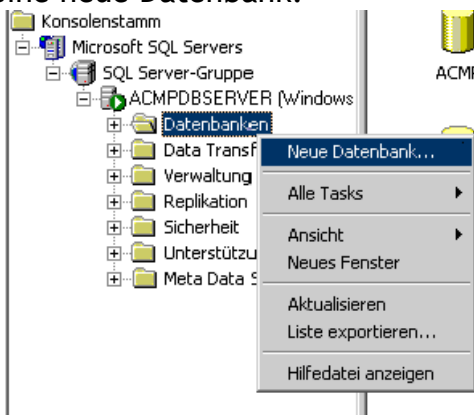 eine neue Datenbank.
Konsolenstamm
Microsoft SQL Servers
SQL Server-Gruppe
ACMPDBSERVER (Windows
Datenbanken
Data Transf
Verwaltung
Replikation
Sicherheit
Unterstützu
Meta Data S
Neue Datenbank...
Alle Tasks
Ansicht
Neues Fenster
Aktualisieren
Liste exportieren...
Hilfedatei anzeigen
ACMP